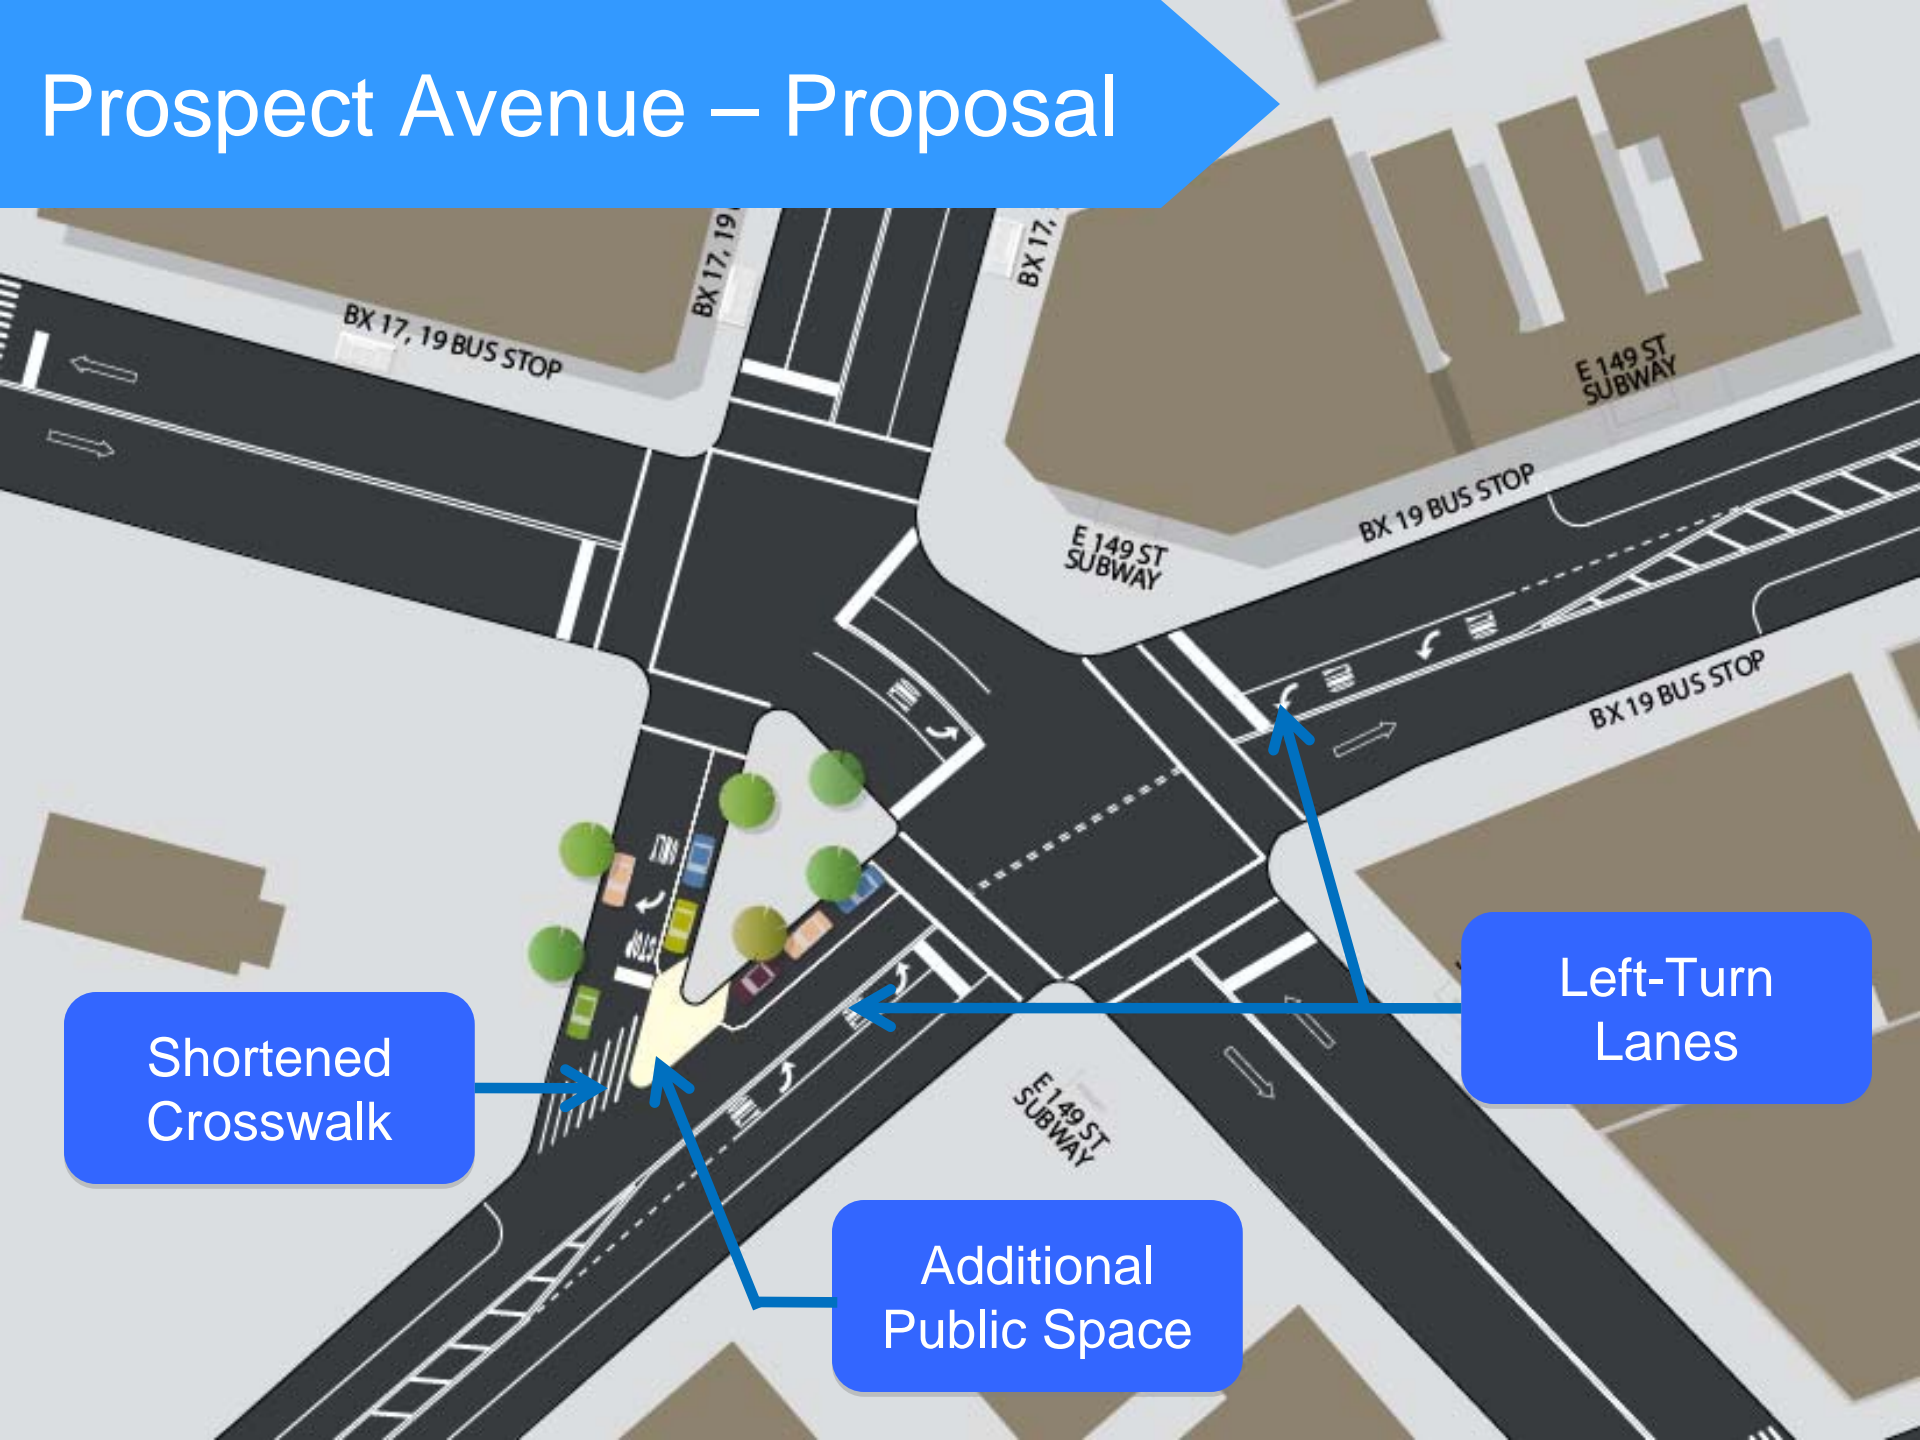 Prospect Avenue – Proposal
BX 17, 19
BX 17,
BX 17, 19 BUS STOP
E 149 ST
SUBWAY
BX 19 BUS STOP
E 149 ST
SUBWAY
BX 19 BUS STOP
STOP
Left-Turn
Lanes
Shortened
Crosswalk
E 149 ST
SUBWAY
Additional
Public Space